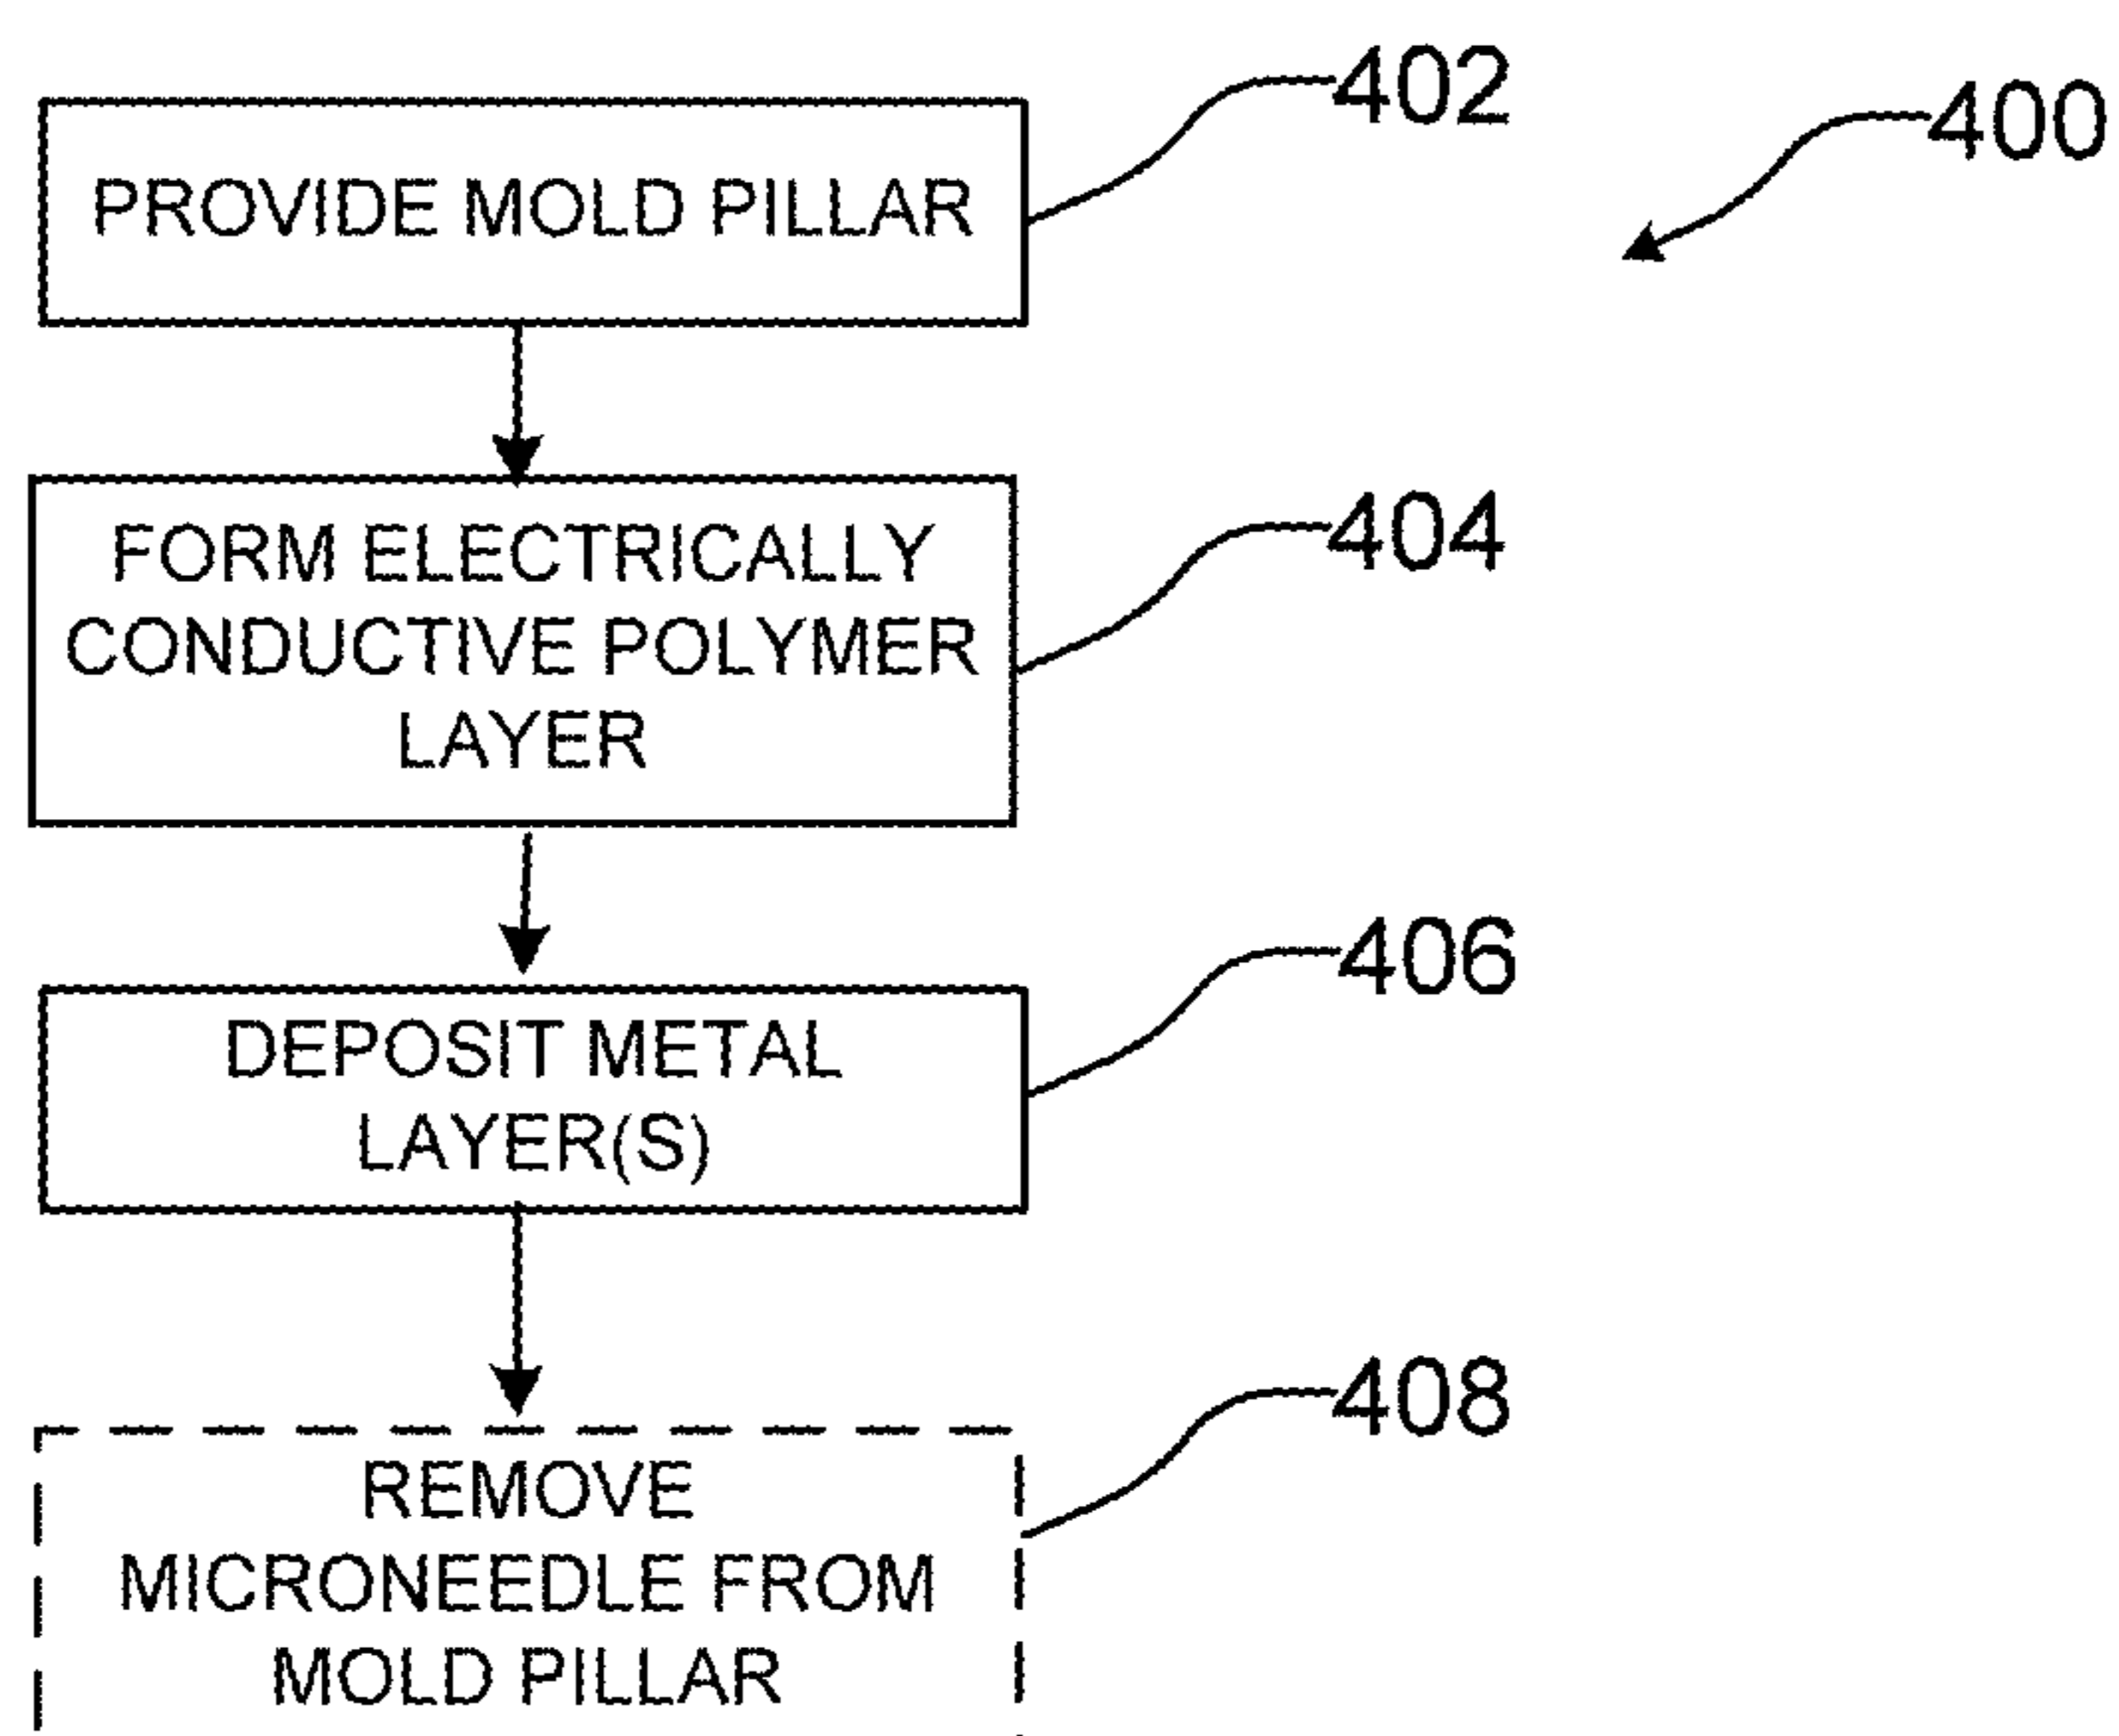 402
400
PROVIDE MOLD PILLAR
FORM ELECTRICALLY
CONDUCTIVE POLYMER
LAYER
404
DEPOSIT METAL
LAYER(S)
406
REMOVE
MICRONEEDLE FROM
MOLD PILLAR
408